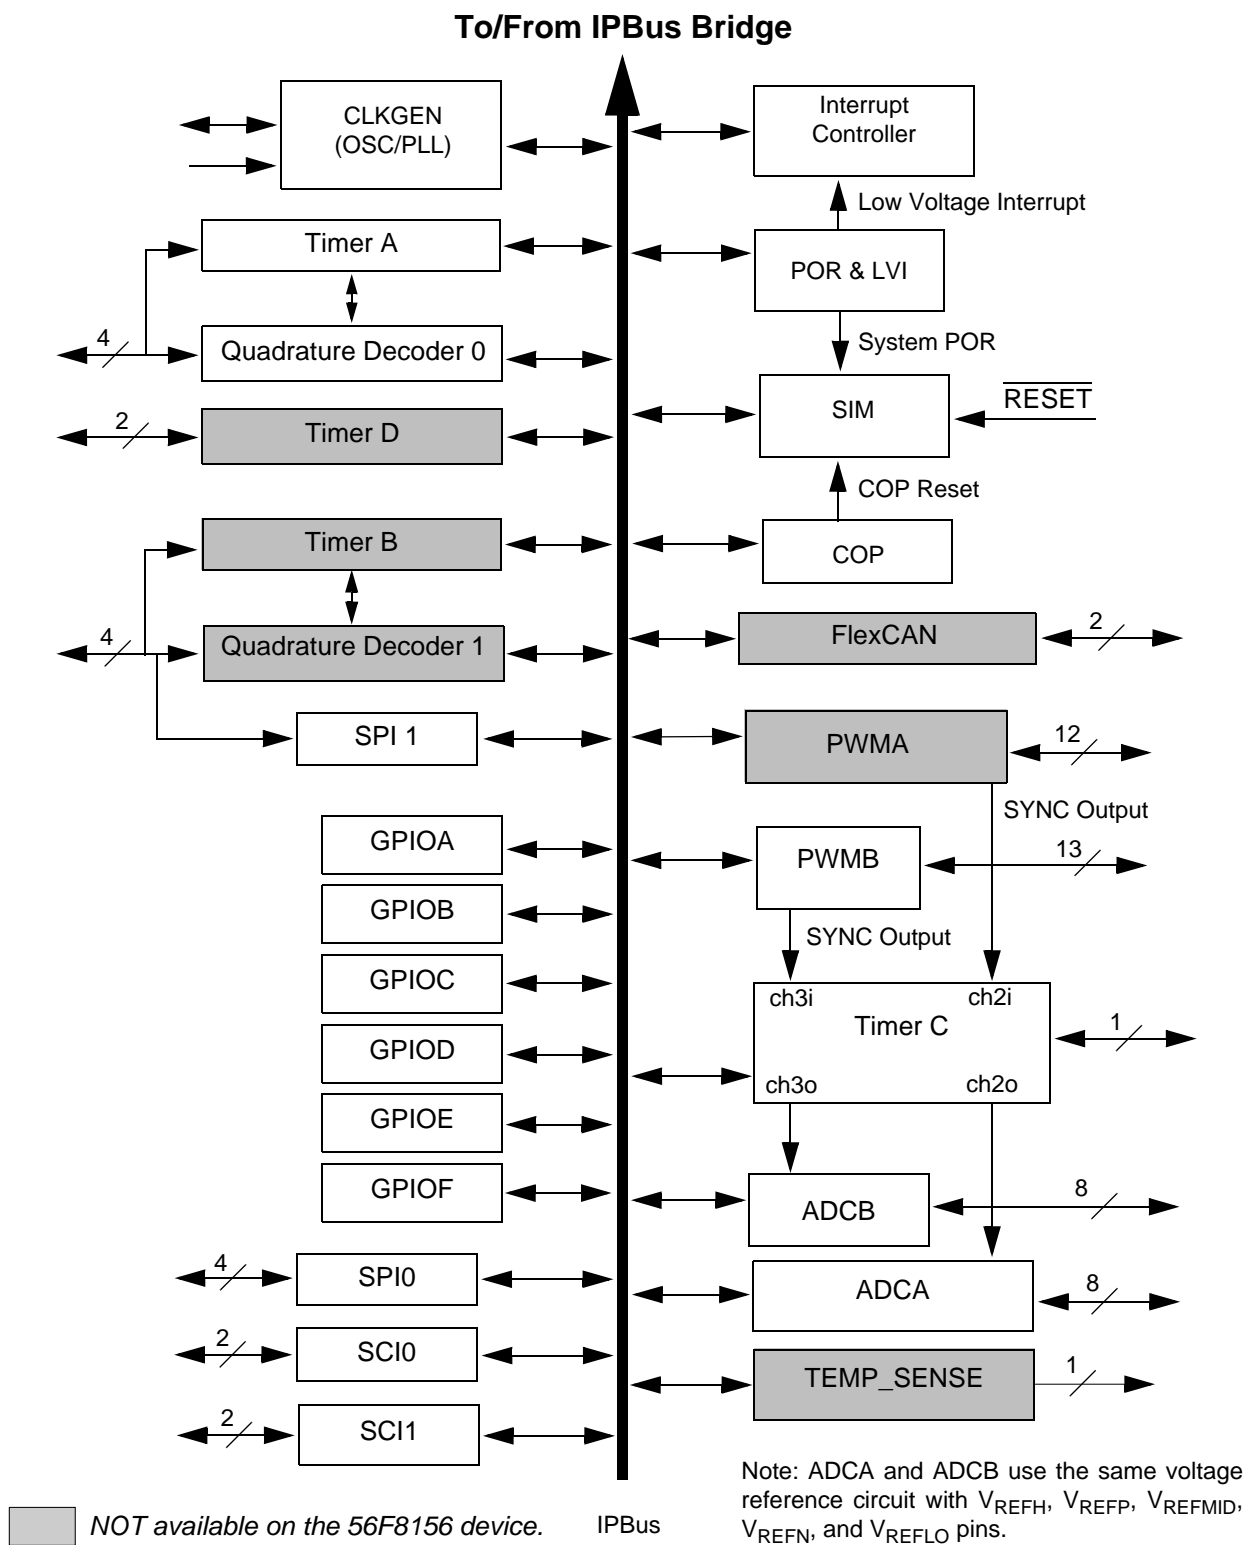 To/From IPBus Bridge
CLKGEN
(OSC/PLL)
Interrupt
Controller
Low Voltage Interrupt
Timer A
POR & LVI
4
Quadrature Decoder 0
System POR
2
Timer D
SIM
RESET
COP Reset
Timer B
COP
4
Quadrature Decoder 1
FlexCAN
2
SPI 1
PWMA
12
SYNC Output
GPIOA
PWMB
13
GPIOB
SYNC Output
GPIOC
ch3i
ch2i
Timer C
1
GPIOD
ch3o
ch2o
GPIOE
GPIOF
ADCB
8
4
SPI0
ADCA
8
2
SCI0
TEMP_SENSE
1
2
SCI1
Note: ADCA and ADCB use the same voltage
reference circuit with VREFH, VREFP, VREFMID,
VREFN, and VREFLO pins.
NOT available on the 56F8156 device.
IPBus